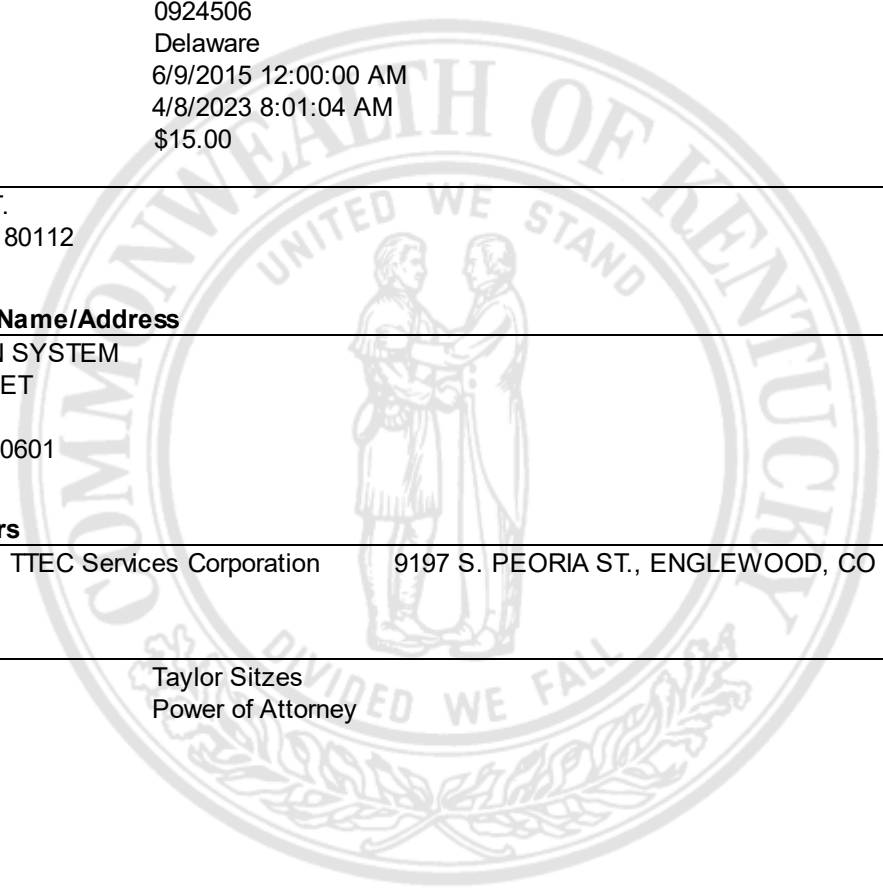 0924506
Delaware
6/9/2015 12:00:00 AM
4/8/2023 8:01:04 AM
$15.00
T.
80112
Name/Address
N SYSTEM
ET
0601
rs
TTEC Services Corporation 9197 S. PEORIA ST., ENGLEWOOD, CO
Taylor Sitzes
Power of Attorney
COMMONWEALTH OF KENTUCKY
UNITED WE STAND
DIVIDED WE FALL